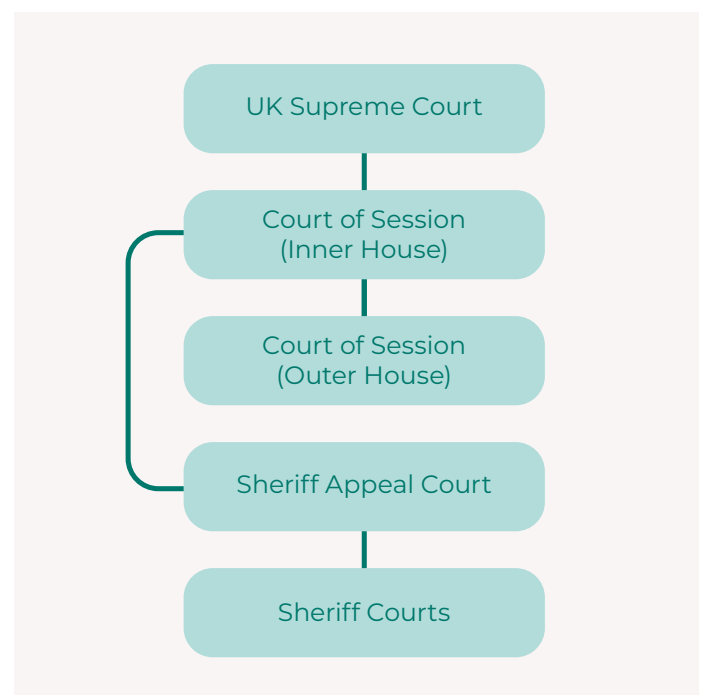 UK Supreme Court
Court of Session
(Inner House)
Court of Session
(Outer House)
Sheriff Appeal Court
Sheriff Courts